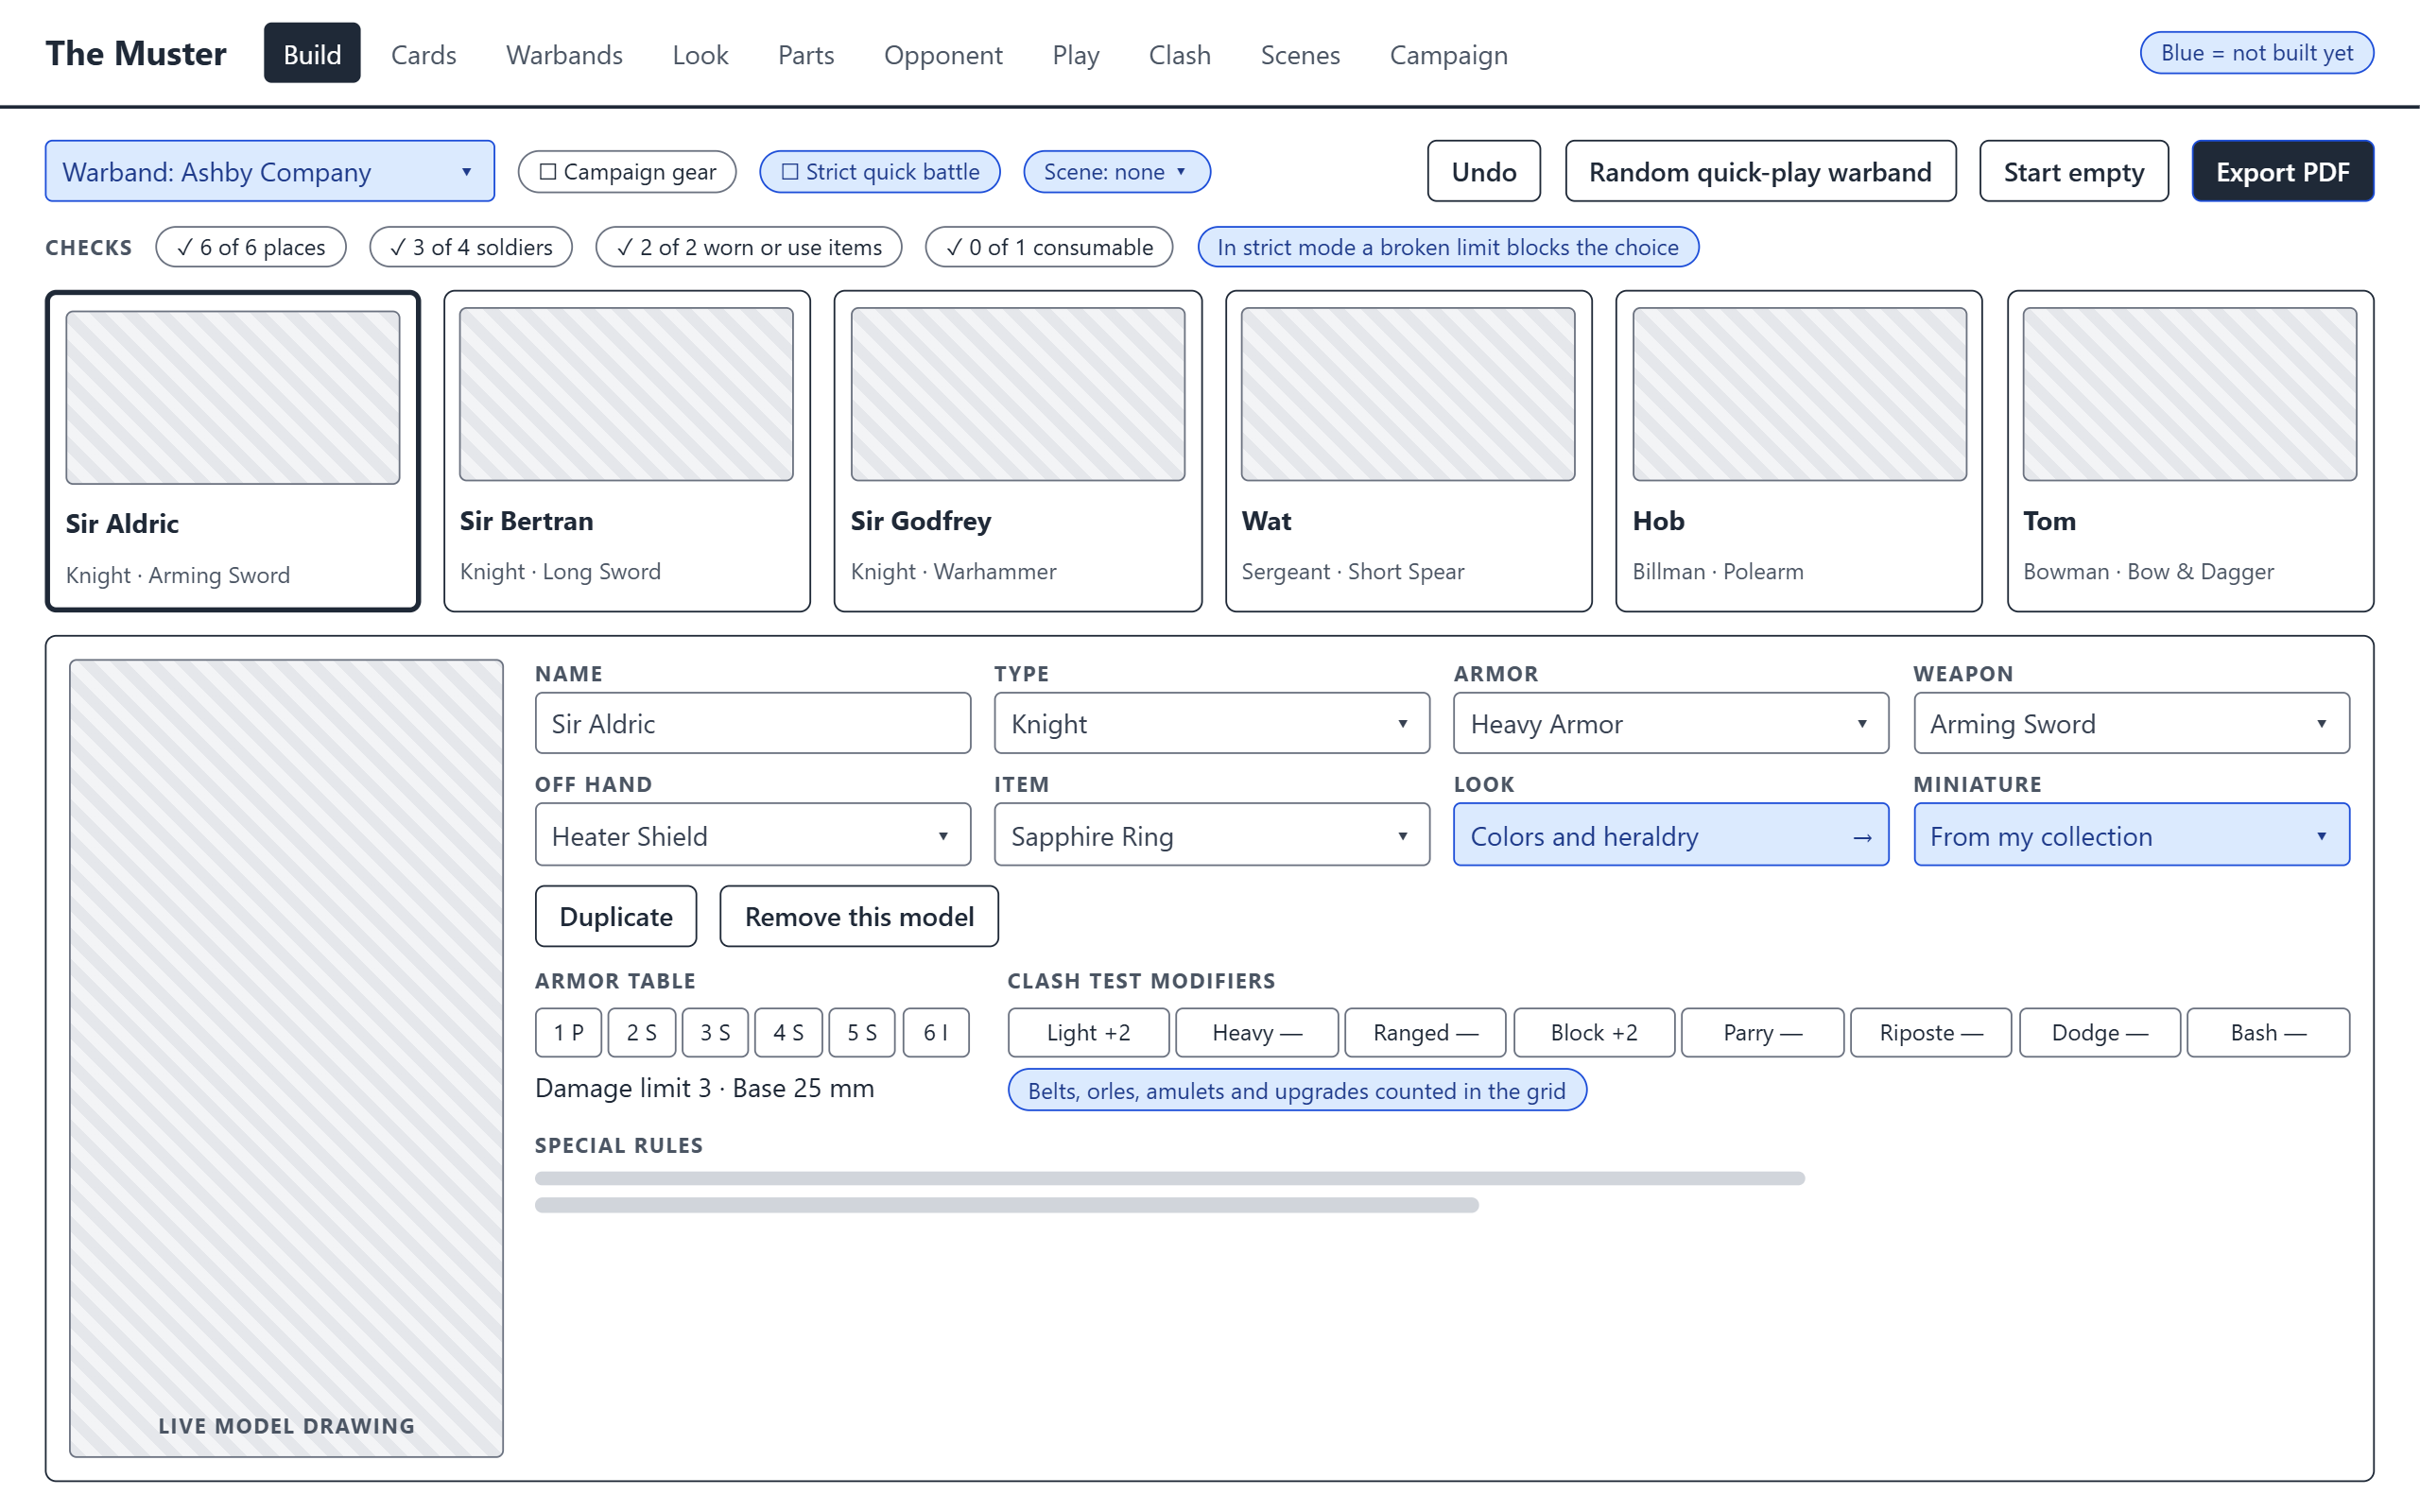 The Muster Build Cards Warbands Look Parts Opponent Play Clash Scenes Campaign Blue = not built yet
Warband: Ashby Company ▼ ☐ Campaign gear ☐ Strict quick battle Scene: none ▼ Undo Random quick-play warband Start empty Export PDF
CHECKS ✓ 6 of 6 places ✓ 3 of 4 soldiers ✓ 2 of 2 worn or use items ✓ 0 of 1 consumable In strict mode a broken limit blocks the choice
Sir Aldric
Knight · Arming Sword
Sir Bertran
Knight · Long Sword
Sir Godfrey
Knight · Warhammer
Wat
Sergeant · Short Spear
Hob
Billman · Polearm
Tom
Bowman · Bow & Dagger
LIVE MODEL DRAWING
NAME TYPE ARMOR WEAPON
Sir Aldric Knight ▼ Heavy Armor ▼ Arming Sword ▼
OFF HAND ITEM LOOK MINIATURE
Heater Shield ▼ Sapphire Ring ▼ Colors and heraldry → From my collection ▼
Duplicate Remove this model
ARMOR TABLE
1 P 2 S 3 S 4 S 5 S 6 I
Damage limit 3 · Base 25 mm
CLASH TEST MODIFIERS
Light +2 Heavy — Ranged — Block +2 Parry — Riposte — Dodge — Bash —
Belts, orles, amulets and upgrades counted in the grid
SPECIAL RULES